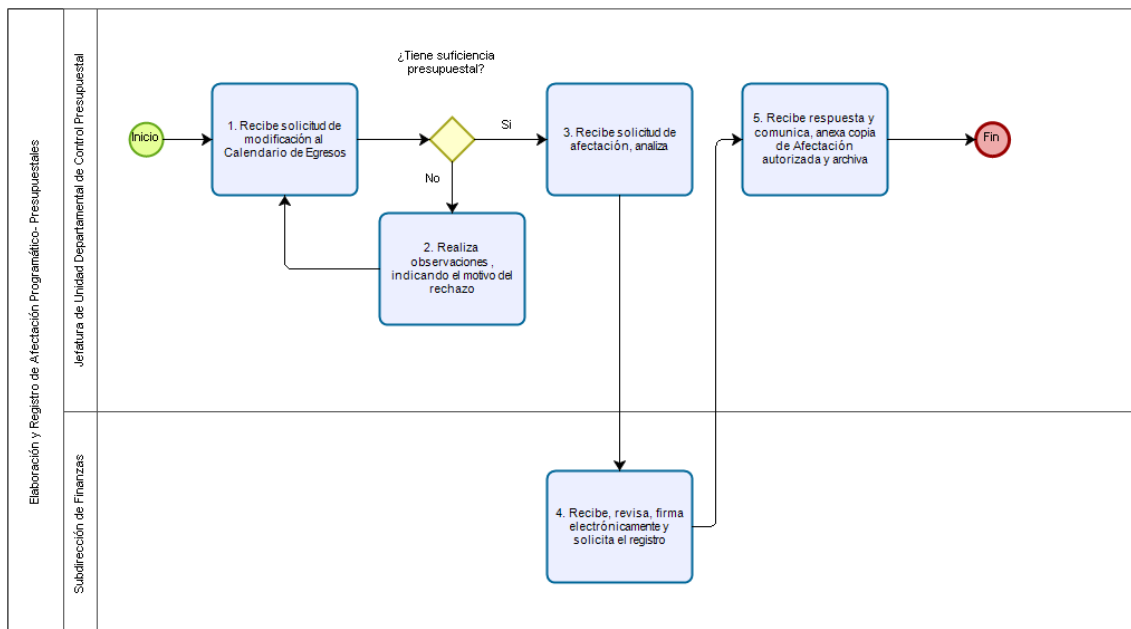 Elaboración y Registro de Afectación Programático- Presupuestales
Jefatura de Unidad Departamental de Control Presupuestal
Inicio
1. Recibe solicitud de
modificación al
Calendario de Egresos
¿Tiene suficiencia
presupuestal?
Si
No
2. Realiza
observaciones ,
indicando el motivo del
rechazo
3. Recibe solicitud de
afectación, analiza
5. Recibe respuesta y
comunica, anexa copia
de Afectación
autorizada y archiva
Fin
Subdirección de Finanzas
4. Recibe, revisa, firma
electrónicamente y
solicita el registro